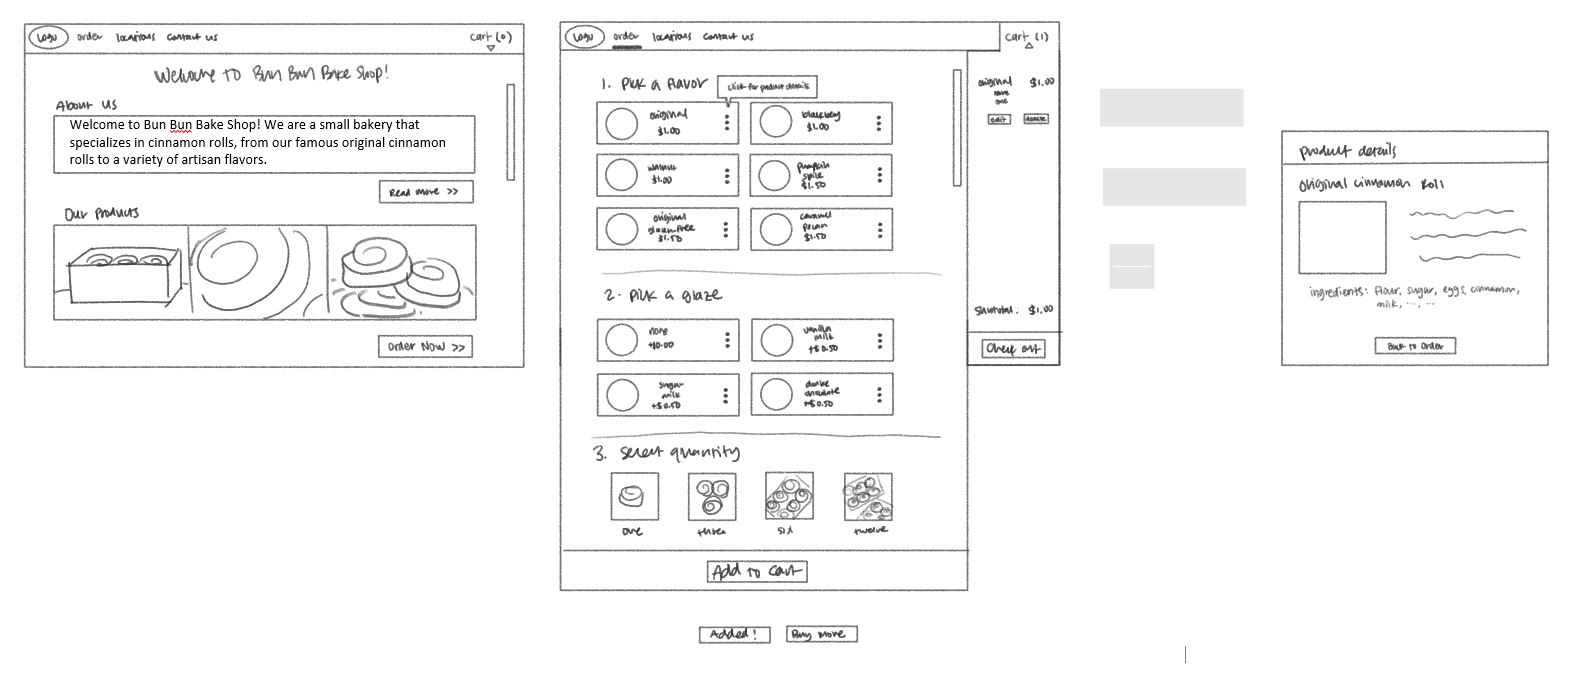 Logo order locations contact us cart (0)
Welcome to Bun Bun Bake Shop!
About Us
Welcome to Bun Bun Bake Shop! We are a small bakery that
specializes in cinnamon rolls, from our famous original cinnamon
rolls to a variety of artisan flavors.
Read more >>
Our Products
Order Now >>
Logo order locations contact us cart (1)
1. Pick a flavor
click for product details
original
$1.00
blackberry
$1.00
walnut
$1.00
pumpkin
spice
$1.50
original
gluten-free
$1.50
caramel
pecan
$1.50
2. Pick a glaze
none
+$0.00
vanilla
milk
+$0.50
sugar
milk
+$0.50
double
chocolate
+$0.50
3. Select quantity
one
three
six
twelve
Add to cart
Added!
Buy More
original $1.00
none
one
edit delete
Subtotal: $1.00
Check out
product details
original cinnamon roll
ingredients: flour, sugar, eggs, cinnamon,
milk, ..., ...
Back to Order